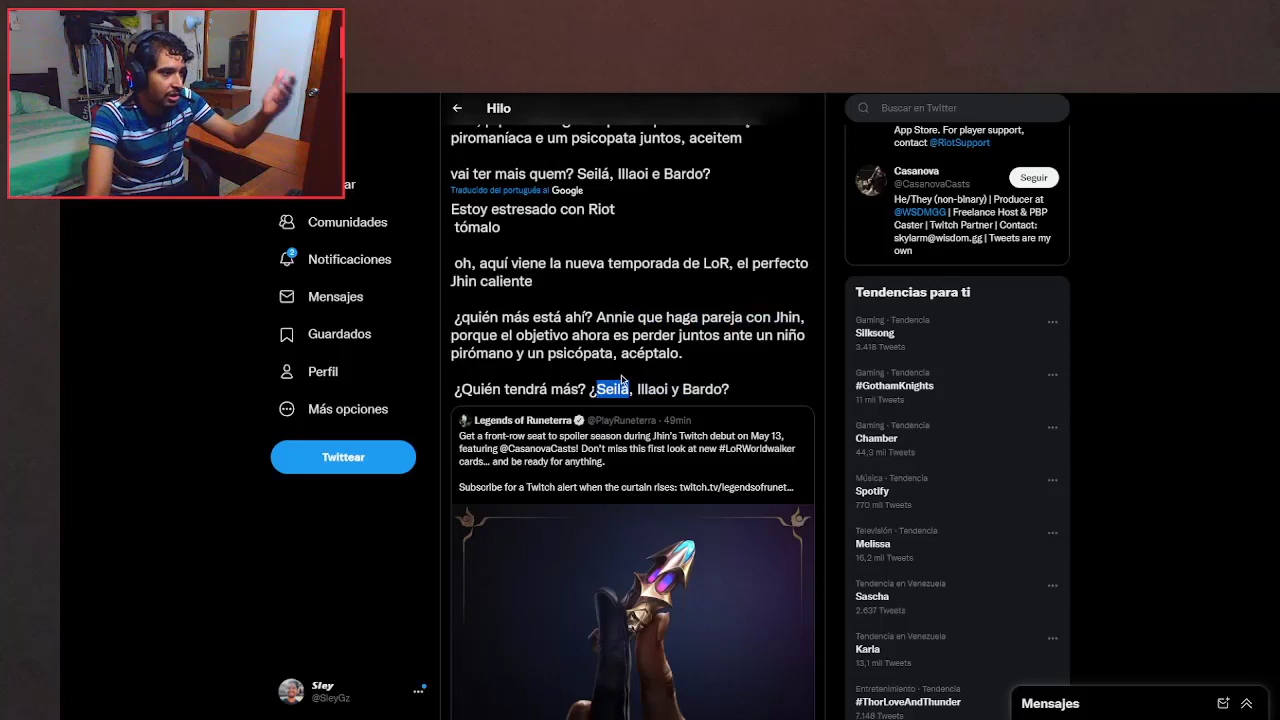 Hilo
piromaníaca e um psicopata juntos, aceitem
vai ter mais quem? Seilá, Illaoi e Bardo?
Traducido del portugués al Google
Estoy estresado con Riot
tómalo
oh, aquí viene la nueva temporada de LoR, el perfecto
Jhin caliente
¿quién más está ahí? Annie que haga pareja con Jhin,
porque el objetivo ahora es perder juntos ante un niño
pirómano y un psicópata, acéptalo.
¿Quién tendrá más? ¿Seilá, Illaoi y Bardo?
Legends of Runeterra @PlayRuneterra · 49min
Get a front-row seat to spoiler season during Jhin's Twitch debut on May 13,
featuring @CasanovaCasts! Don't miss this first look at new #LoRWorldwalker
cards... and be ready for anything.
Subscribe for a Twitch alert when the curtain rises: twitch.tv/legendsofrunet...
ar
Comunidades
2
Notificaciones
Mensajes
Guardados
Perfil
Más opciones
Twittear
Sley
@SleyGz
Buscar en Twitter
App Store. For player support,
contact @RiotSupport
Casanova
@CasanovaCasts
Seguir
He/They (non-binary) | Producer at
@WSDMGG | Freelance Host & PBP
Caster | Twitch Partner | Contact:
skylarm@wisdom.gg | Tweets are my
own
Tendencias para ti
Gaming · Tendencia
Silksong
3.418 Tweets
Gaming · Tendencia
#GothamKnights
11 mil Tweets
Gaming · Tendencia
Chamber
44,3 mil Tweets
Música · Tendencia
Spotify
770 mil Tweets
Televisión · Tendencia
Melissa
16,2 mil Tweets
Tendencia en Venezuela
Sascha
2.637 Tweets
Tendencia en Venezuela
Karla
13,1 mil Tweets
Entretenimiento · Tendencia
#ThorLoveAndThunder
7.148 Tweets
Mensajes